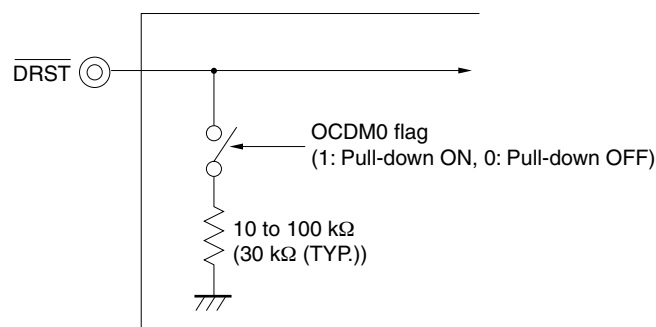 DRST
OCDM0 flag
(1: Pull-down ON, 0: Pull-down OFF)
10 to 100 kΩ
(30 kΩ (TYP.))